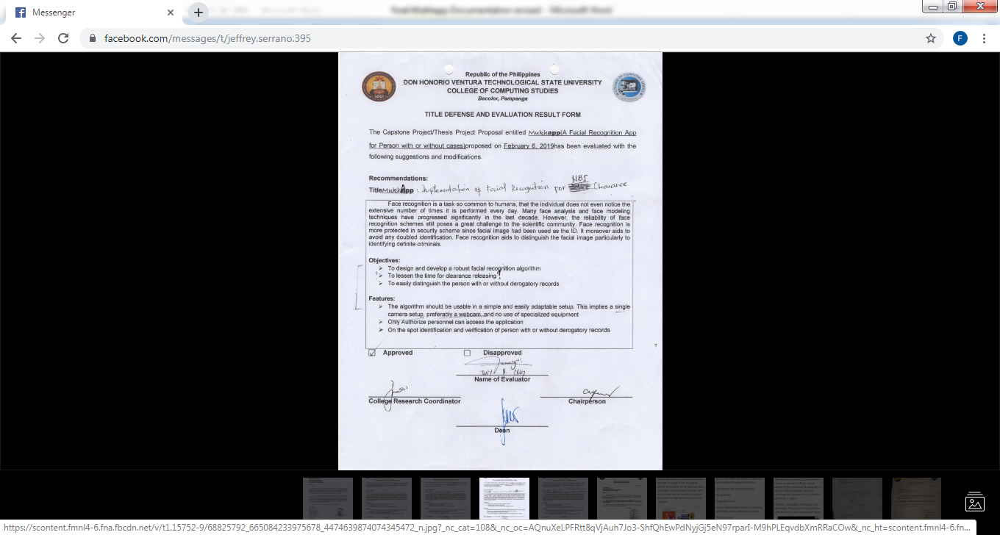 Messenger
final Mukhapp Documentation revised - Microsoft Word
facebook.com/messages/t/jeffrey.serrano.395
F
Republic of the Philippines
DON HONORIO VENTURA TECHNOLOGICAL STATE UNIVERSITY
COLLEGE OF COMPUTING STUDIES
Bacolor, Pampanga
TITLE DEFENSE AND EVALUATION RESULT FORM
The Capstone Project/Thesis Project Proposal entitled Mukhapp(A Facial Recognition App
for Person with or without cases)proposed on February 6, 2019has been evaluated with the
following suggestions and modifications.
Recommendations:
NBI
TitleMukhApp : Implementation of Facial Recognition for Clearance
Face recognition is a task so common to humans, that the individual does not even notice the
extensive number of times it is performed every day. Many face analysis and face modeling
techniques have progressed significantly in the last decade. However, the reliability of face
recognition schemes still poses a great challenge to the scientific community. Face recognition is
more protected in security scheme since facial image had been used as the ID. It moreover aids to
avoid any doubled identification. Face recognition aids to distinguish the facial image particularly to
identifying definite criminals.
Objectives:
➢ To design and develop a robust facial recognition algorithm
➢ To lessen the time for clearance releasing ?
➢ To easily distinguish the person with or without derogatory records
Features:
➢ The algorithm should be usable in a simple and easily adaptable setup. This implies a single
camera setup, preferably a webcam, and no use of specialized equipment
➢ Only Authorize personnel can access the application
➢ On the spot identification and verification of person with or without derogatory records
Approved Disapproved
Name of Evaluator
College Research Coordinator Chairperson
Dean
https://scontent.fmnl4-6.fna.fbcdn.net/v/t1.15752-9/68825792_665084233975678_4474639874074345472_n.jpg?_nc_cat=108&_nc_oc=AQnuXeLPFRtt8qVjAuh7Jo3-ShfQhEwPdNyjGj5eN97rparI-M9hPLEqvdbXmRRaCOw&_nc_ht=scontent.fmnl4-6.fna...